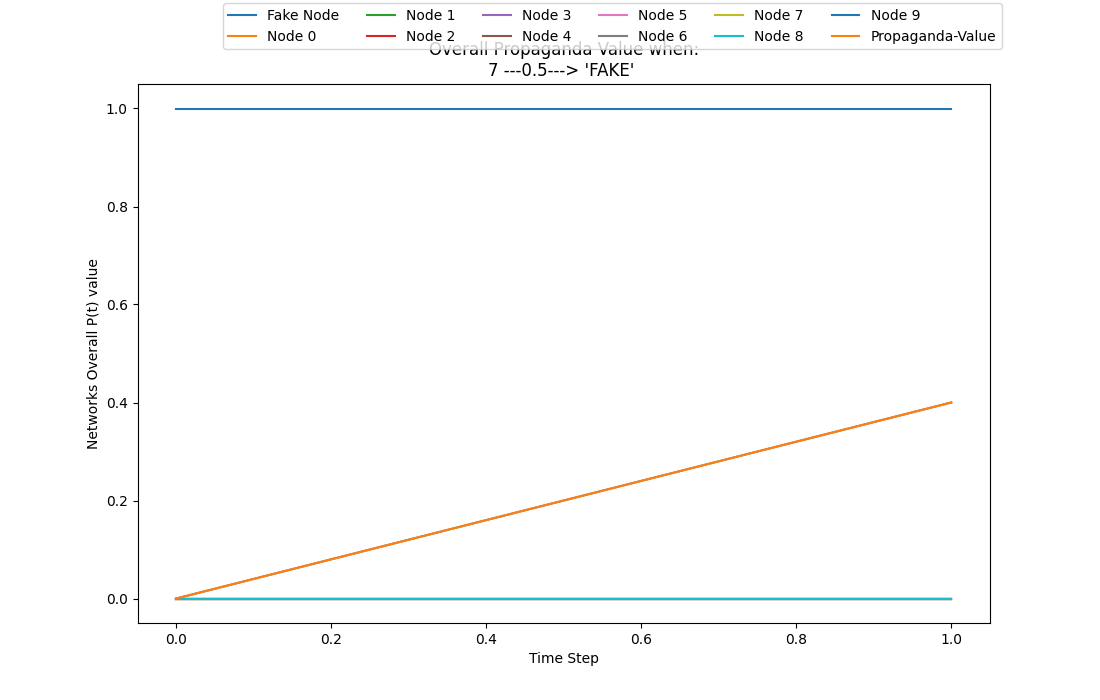 Fake Node Node 1 Node 3 Node 5 Node 7 Node 9
Node 0 Node 2 Node 4 Node 6 Node 8 Propaganda-Value
Overall Propaganda Value when:
7 ---0.5---> 'FAKE'
Networks Overall P(t) value
1.0
0.8
0.6
0.4
0.2
0.0
0.0 0.2 0.4 0.6 0.8 1.0
Time Step